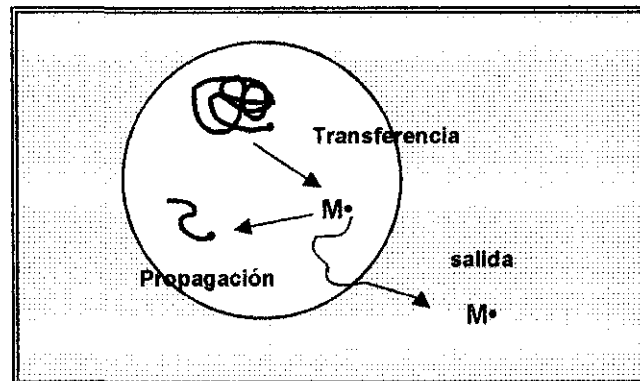 Transferencia
M•
Propagación
salida
M•